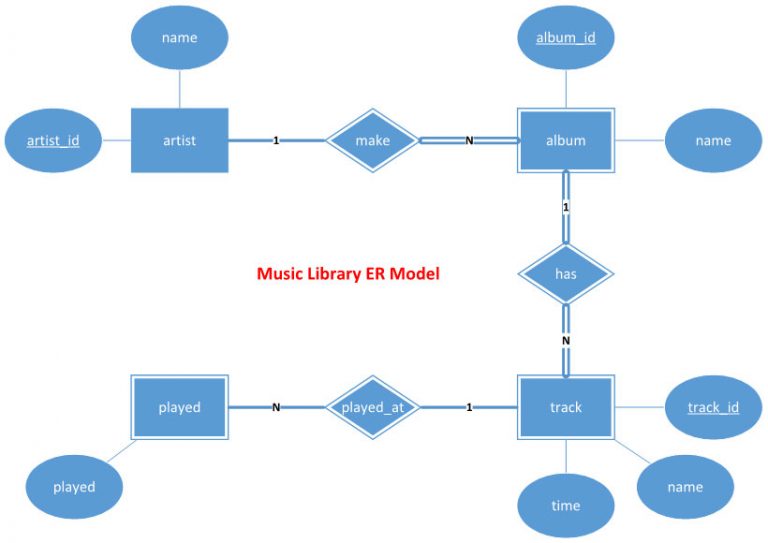 name
album_id
artist_id
artist
1
make
N
album
name
1
Music Library ER Model
has
N
played
N
played_at
1
track
track_id
played
time
name